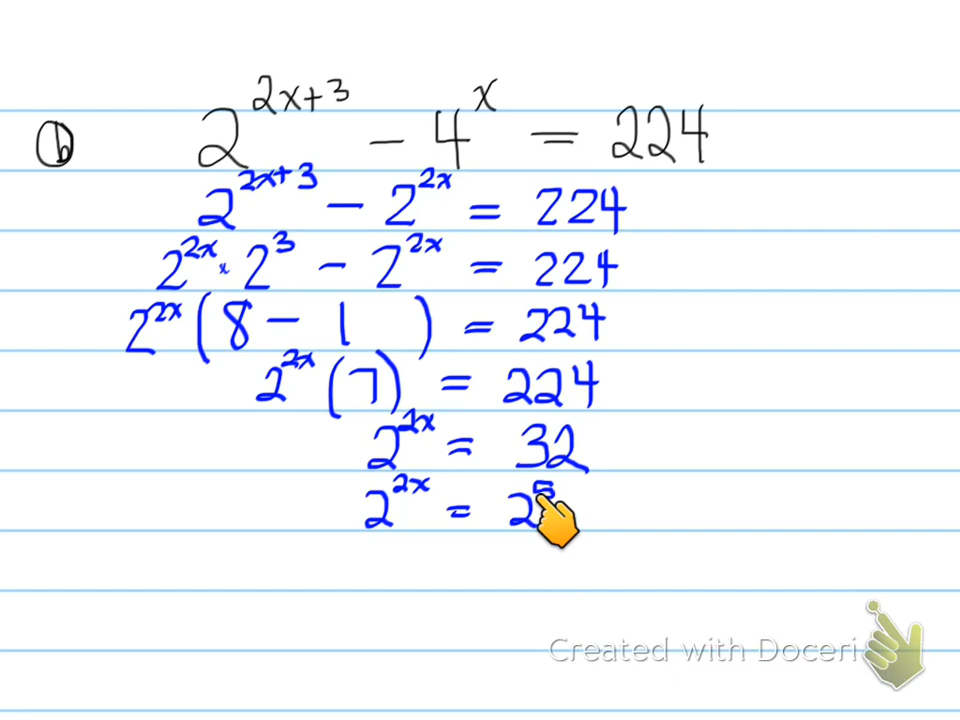 b 2^{2x+3} - 4^x = 224
2^{2x+3} - 2^{2x} = 224
2^{2x} × 2^3 - 2^{2x} = 224
2^{2x} (8 - 1) = 224
2^{2x} (7) = 224
2^{2x} = 32
2^{2x} = 2^5
Created with Doceri